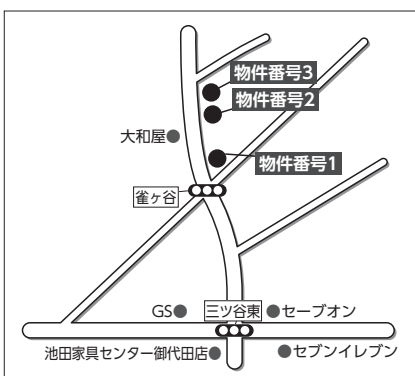 物件番号3
物件番号2
大和屋
物件番号1
雀ヶ谷
GS
三ツ谷東
セーブオン
池田家具センター御代田店
セブンイレブン